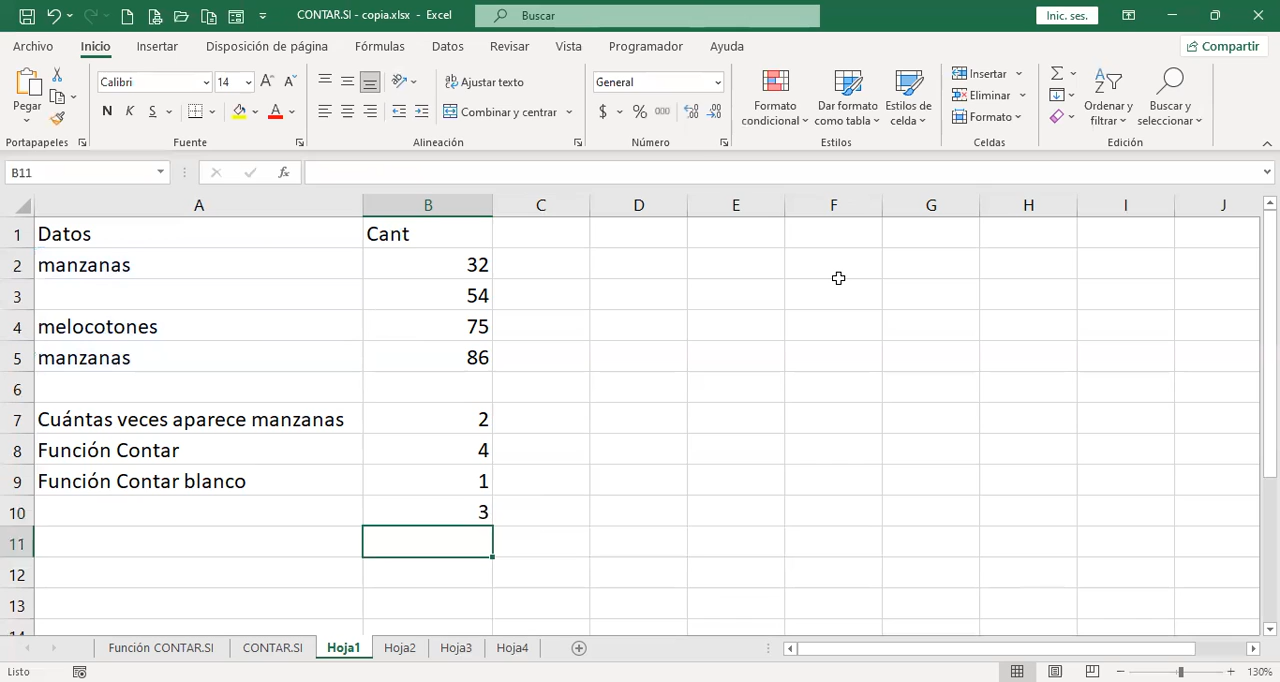 CONTAR.SI - copia.xlsx - Excel
Buscar
Inic. ses.
Archivo Inicio Insertar Disposición de página Fórmulas Datos Revisar Vista Programador Ayuda
Compartir
Pegar
Portapapeles
Calibri 14
N K S
Fuente
Ajustar texto
Combinar y centrar
Alineación
General
$ % 000
Número
Formato condicional
Dar formato como tabla
Estilos de celda
Estilos
Insertar
Eliminar
Formato
Celdas
Ordenar y filtrar
Buscar y seleccionar
Edición
B11
fx
A B C D E F G H I J
1 Datos Cant
2 manzanas 32
3 54
4 melocotones 75
5 manzanas 86
6
7 Cuántas veces aparece manzanas 2
8 Función Contar 4
9 Función Contar blanco 1
10 3
11
12
13
14
Función CONTAR.SI CONTAR.SI Hoja1 Hoja2 Hoja3 Hoja4
Listo
130%